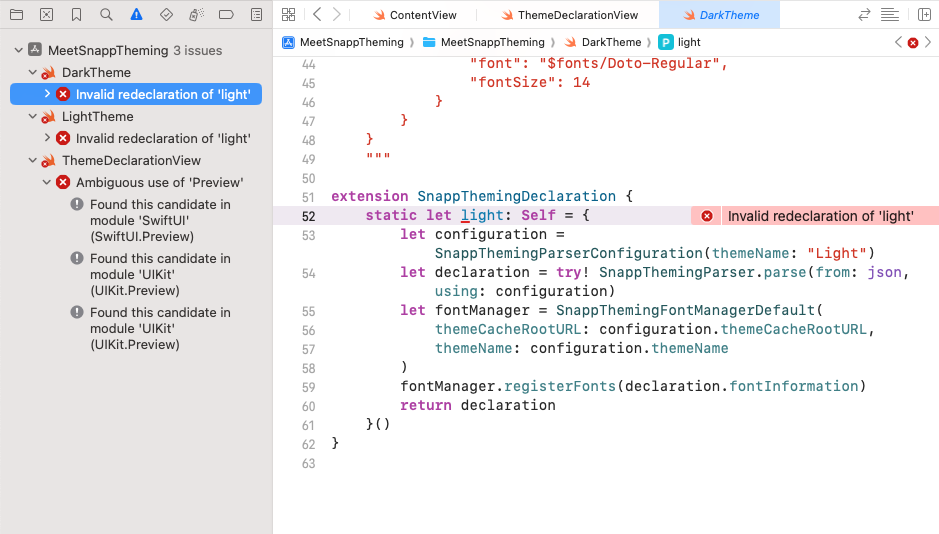 ContentView
ThemeDeclarationView
DarkTheme
MeetSnappTheming 3 issues
DarkTheme
Invalid redeclaration of 'light'
LightTheme
Invalid redeclaration of 'light'
ThemeDeclarationView
Ambiguous use of 'Preview'
Found this candidate in
module 'SwiftUI'
(SwiftUI.Preview)
Found this candidate in
module 'UIKit'
(UIKit.Preview)
Found this candidate in
module 'UIKit'
(UIKit.Preview)
MeetSnappTheming 〉 MeetSnappTheming 〉 DarkTheme 〉 P light
44 "font": "$fonts/Doto-Regular",
45 "fontSize": 14
46 }
47 }
48 }
49 """
50
51 extension SnappThemingDeclaration {
52 static let light: Self = { Invalid redeclaration of 'light'
53 let configuration =
SnappThemingParserConfiguration(themeName: "Light")
54 let declaration = try! SnappThemingParser.parse(from: json,
using: configuration)
55 let fontManager = SnappThemingFontManagerDefault(
56 themeCacheRootURL: configuration.themeCacheRootURL,
57 themeName: configuration.themeName
58 )
59 fontManager.registerFonts(declaration.fontInformation)
60 return declaration
61 }()
62 }
63